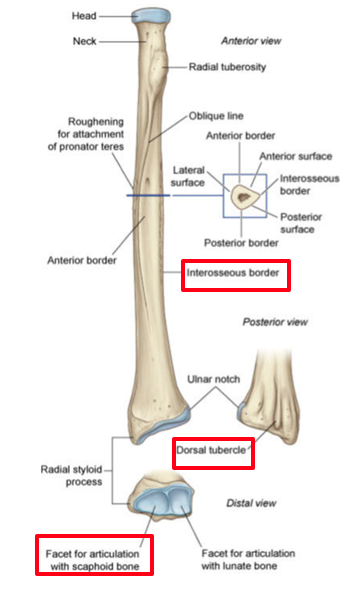 Head
Neck
Anterior view
Radial tuberosity
Oblique line
Roughening
for attachment
of pronator teres
Anterior border
Anterior surface
Lateral
surface
Interosseous
border
Posterior
surface
Posterior border
Anterior border
Interosseous border
Posterior view
Ulnar notch
Dorsal tubercle
Radial styloid
process
Distal view
Facet for articulation
with scaphoid bone
Facet for articulation
with lunate bone